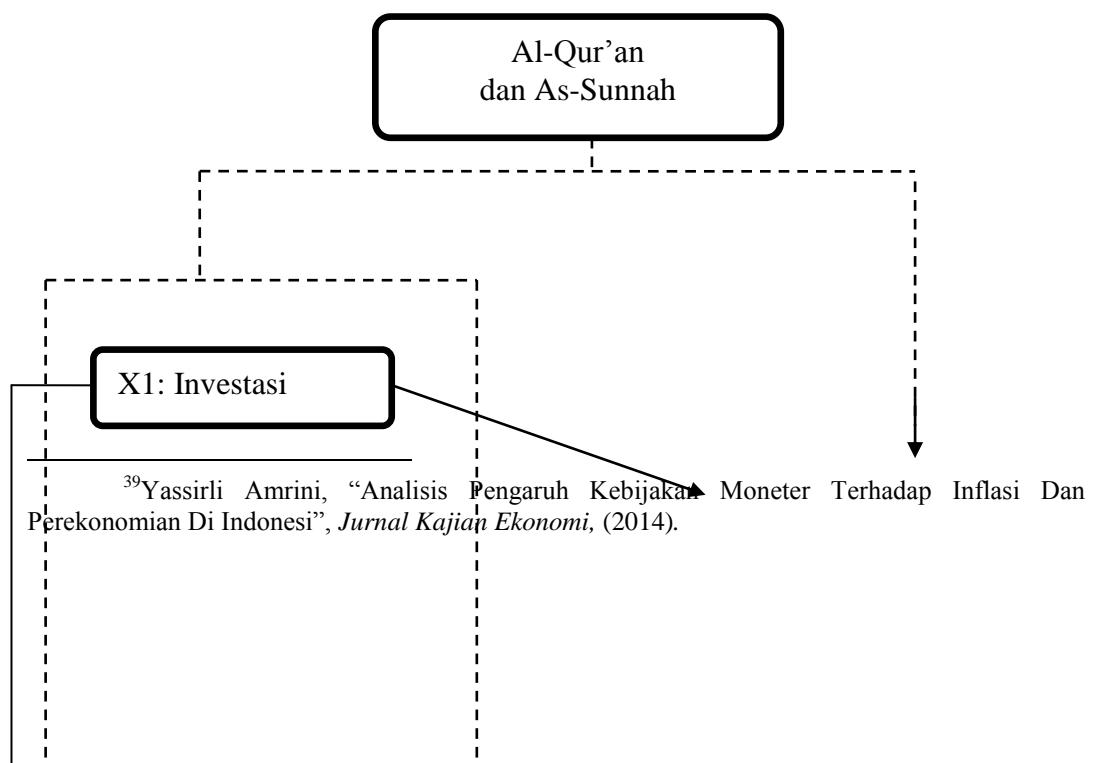 Al-Qur’an
dan As-Sunnah
X1: Investasi
³⁹Yassirli Amrini, “Analisis Pengaruh Kebijakan Moneter Terhadap Inflasi Dan
Perekonomian Di Indonesi”, Jurnal Kajian Ekonomi, (2014).